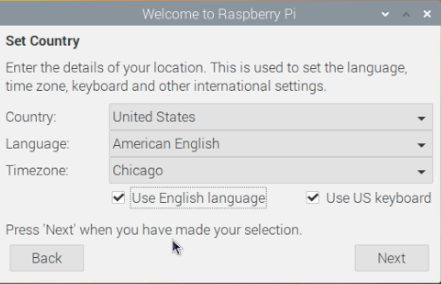 Welcome to Raspberry Pi
Set Country
Enter the details of your location. This is used to set the language,
time zone, keyboard and other international settings.
Country: United States
Language: American English
Timezone: Chicago
Use English language Use US keyboard
Press 'Next' when you have made your selection.
Back Next